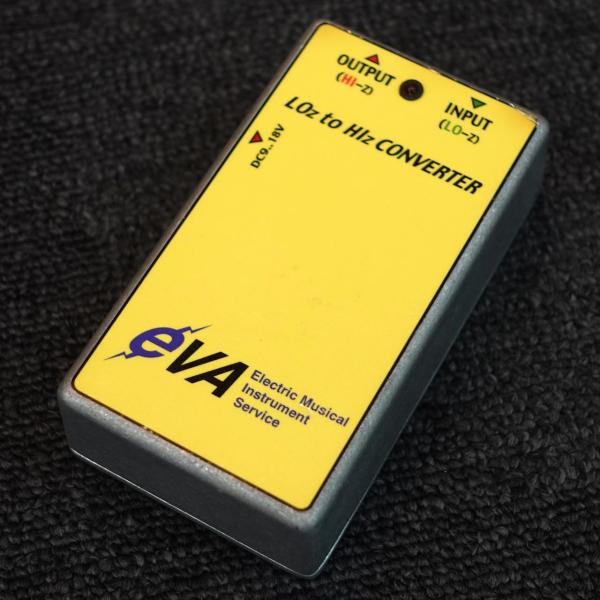 OUTPUT
(HI-Z)
INPUT
(LO-Z)
LOz to HIz CONVERTER
DC9..18V
eVA
Electric Musical
Instrument
Service